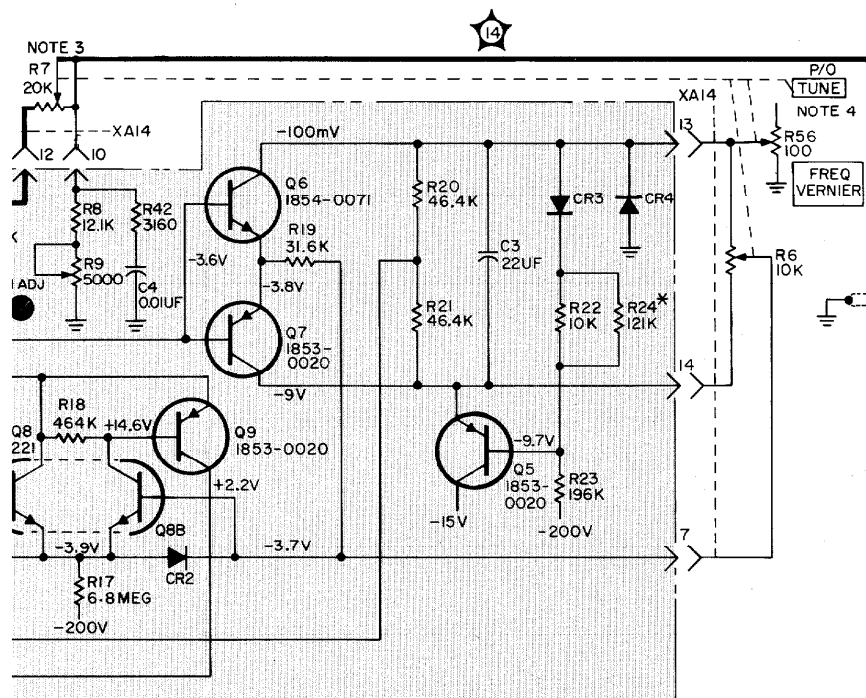 14
NOTE 3
R7
20K
P/O
TUNE
NOTE 4
XA14
XA14
13
12
10
-100mV
R56
100
FREQ
VERNIER
Q6
1854-0071
R8
12.1K
R42
3160
R20
46.4K
CR3
CR4
R19
31.6K
C3
22UF
R6
10K
K
R9
5000
-3.6V
ADJ
C4
0.01UF
-3.8V
R21
46.4K
R22
10K
R24*
121K
Q7
1853-
0020
-9V
14
R18
464K
Q8
221
+14.6V
Q9
1853-0020
-9.7V
Q5
1853-
0020
R23
196K
+2.2V
-15V
-200V
Q8B
-3.9V
-3.7V
7
CR2
R17
6.8MEG
-200V